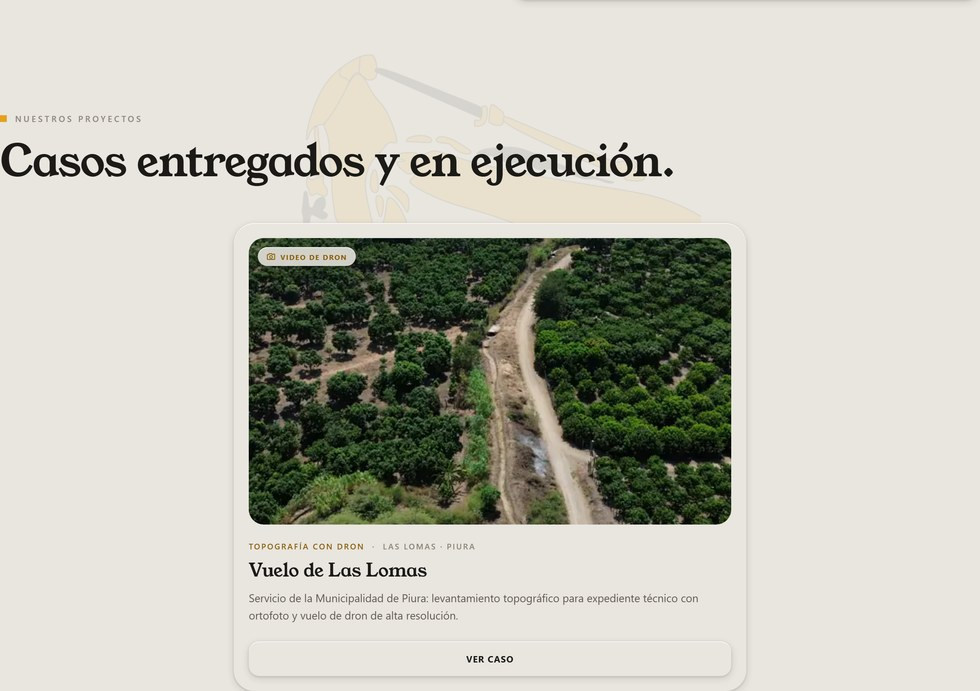 NUESTROS PROYECTOS
Casos entregados y en ejecución.
VIDEO DE DRON
TOPOGRAFÍA CON DRON · LAS LOMAS · PIURA
Vuelo de Las Lomas
Servicio de la Municipalidad de Piura: levantamiento topográfico para expediente técnico con
ortofoto y vuelo de dron de alta resolución.
VER CASO